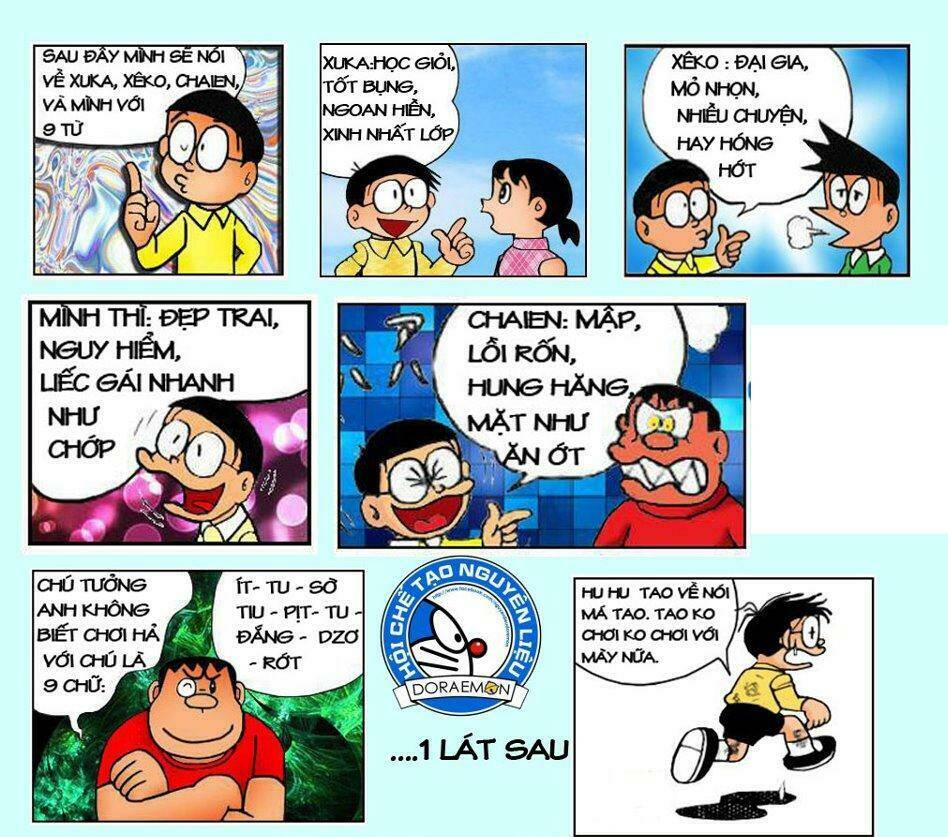 SAU ĐÂY MÌNH SẼ NÓI
VỀ XUKA, XÊKO, CHAIEN,
VÀ MÌNH VỚI
9 TỪ
XUKA:HỌC GIỎI,
TỐT BỤNG,
NGOAN HIỀN,
XINH NHẤT LỚP
XÊKO : ĐẠI GIA,
MỎ NHỌN,
NHIỀU CHUYỆN,
HAY HÓNG
HỚT
MÌNH THÌ: ĐẸP TRAI,
NGUY HIỂM,
LIẾC GÁI NHANH
NHƯ
CHỚP
CHAIEN: MẬP,
LỒI RỐN,
HUNG HĂNG,
MẶT NHƯ
ĂN ỚT
CHÚ TƯỞNG
ANH KHÔNG
BIẾT CHƠI HẢ
VỚI CHÚ LÀ
9 CHỮ:
ÍT- TU - SỜ
TIU - PỊT- TU -
ĐẮNG - DZƠ
- RỚT
HỘI CHẾ TẠO NGUYÊN LIỆU
DORAEMON
....1 LÁT SAU
HU HU TAO VỀ NÓI
MÁ TAO. TAO KO
CHƠI KO CHƠI VỚI
MÀY NỮA.